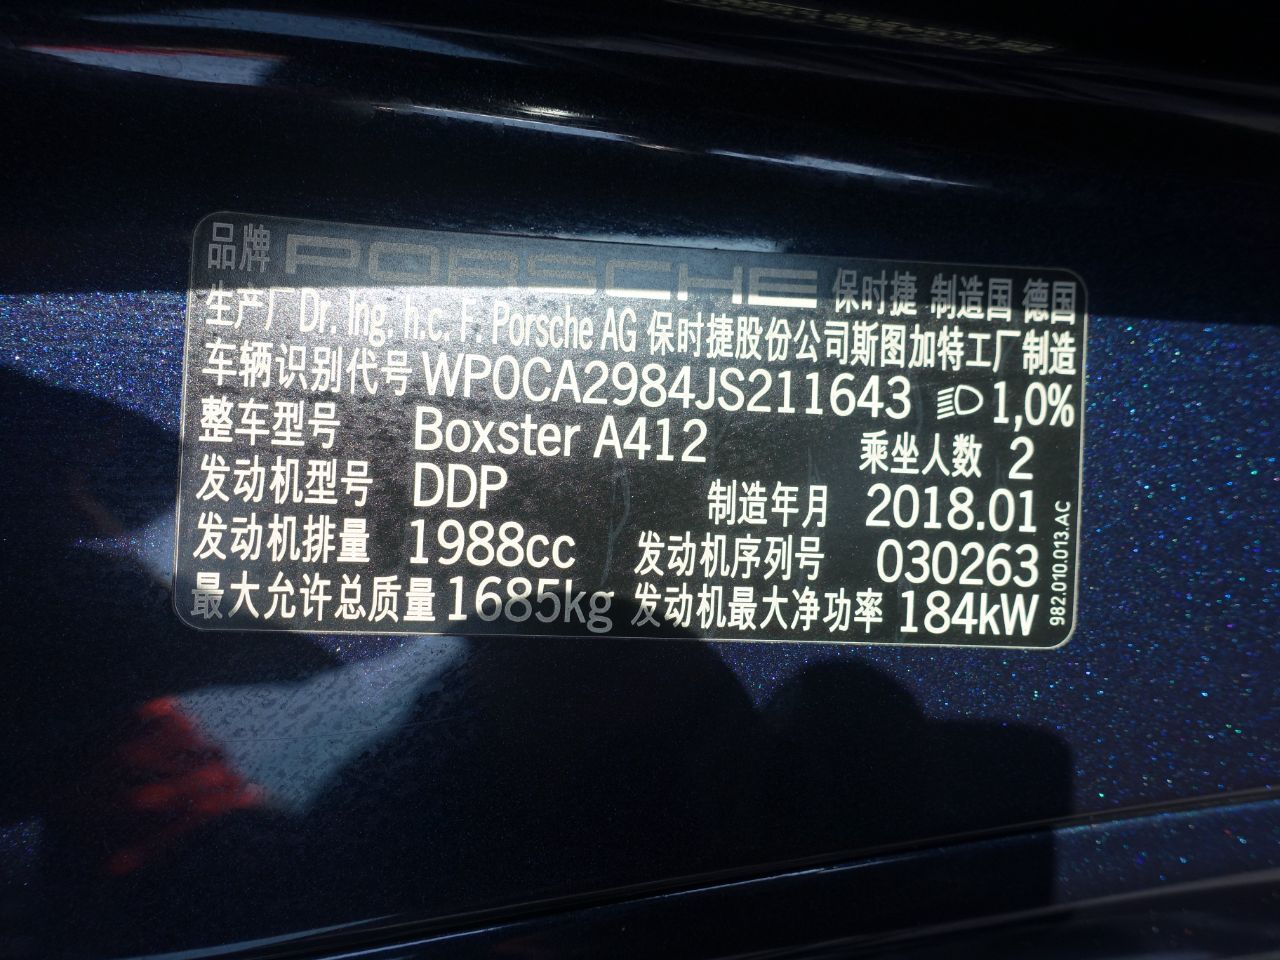 品牌 PORSCHE 保时捷 制造国 德国
生产厂 Dr. Ing. h.c. F. Porsche AG 保时捷股份公司斯图加特工厂制造
车辆识别代号 WP0CA2984JS211643 1,0%
整车型号 Boxster A412 乘坐人数 2
发动机型号 DDP 制造年月 2018.01
发动机排量 1988cc 发动机序列号 030263
最大允许总质量 1685kg 发动机最大净功率 184kW
982.010.013.AC